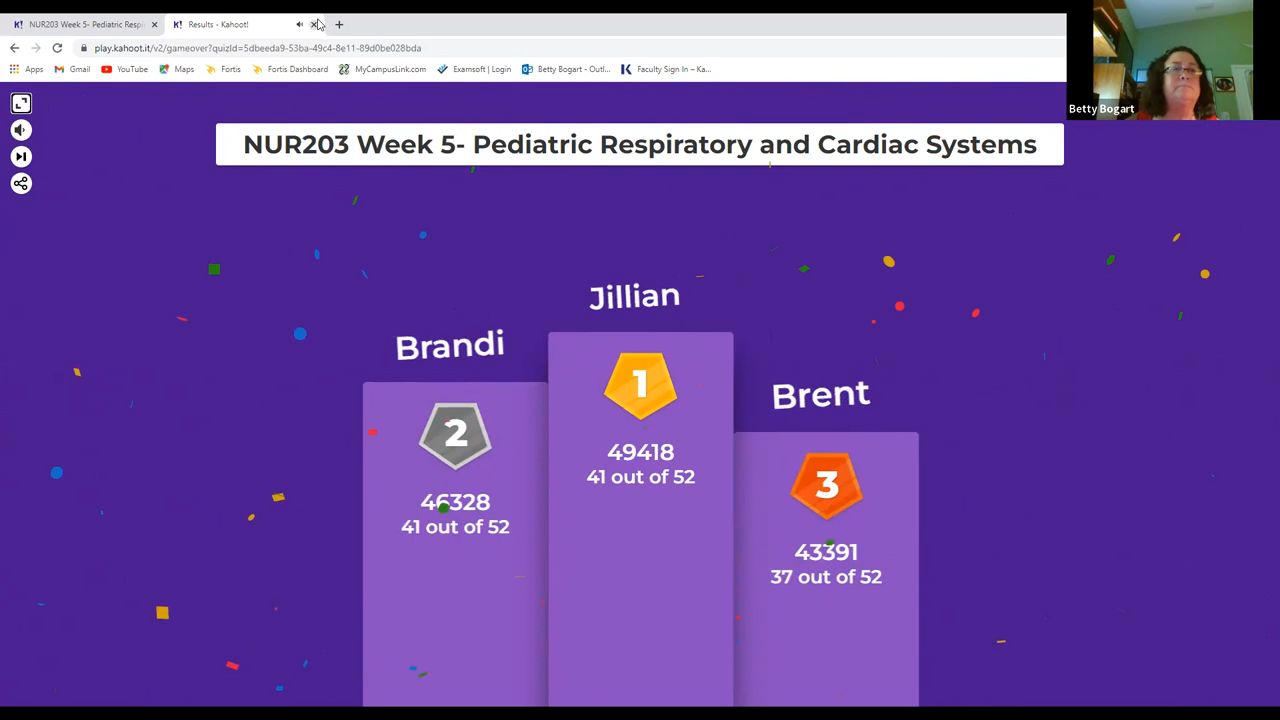 NUR203 Week 5- Pediatric Respi
Results - Kahoot!
play.kahoot.it/v2/gameover?quizId=5dbeeda9-53ba-49c4-8e11-89d0be028bda
Apps
Gmail
YouTube
Maps
Fortis
Fortis Dashboard
MyCampusLink.com
Examsoft | Login
Betty Bogart - Outl...
Faculty Sign In – Ka...
Betty Bogart
NUR203 Week 5- Pediatric Respiratory and Cardiac Systems
Jillian
1
49418
41 out of 52
Brandi
2
46328
41 out of 52
Brent
3
43391
37 out of 52